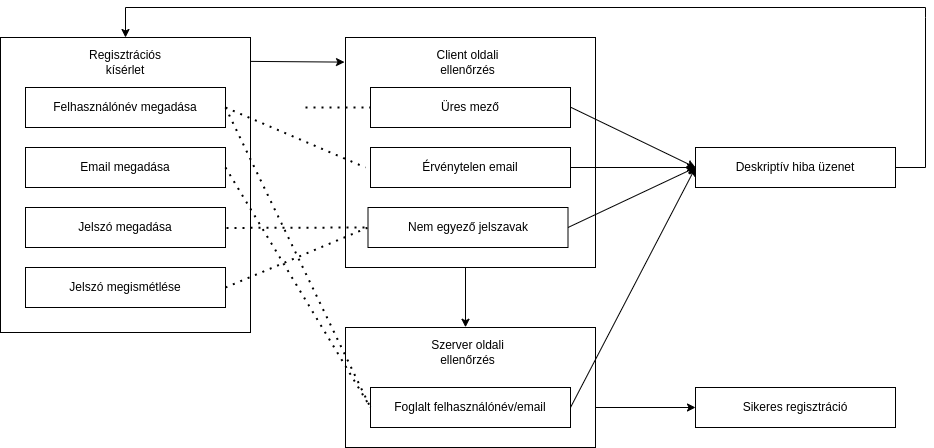 Regisztrációs
kísérlet
Felhasználónév megadása
Email megadása
Jelszó megadása
Jelszó megismétlése
Client oldali
ellenőrzés
Üres mező
Érvénytelen email
Nem egyező jelszavak
Szerver oldali
ellenőrzés
Foglalt felhasználónév/email
Deskriptív hiba üzenet
Sikeres regisztráció